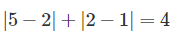 |5 − 2| + |2 − 1| = 4